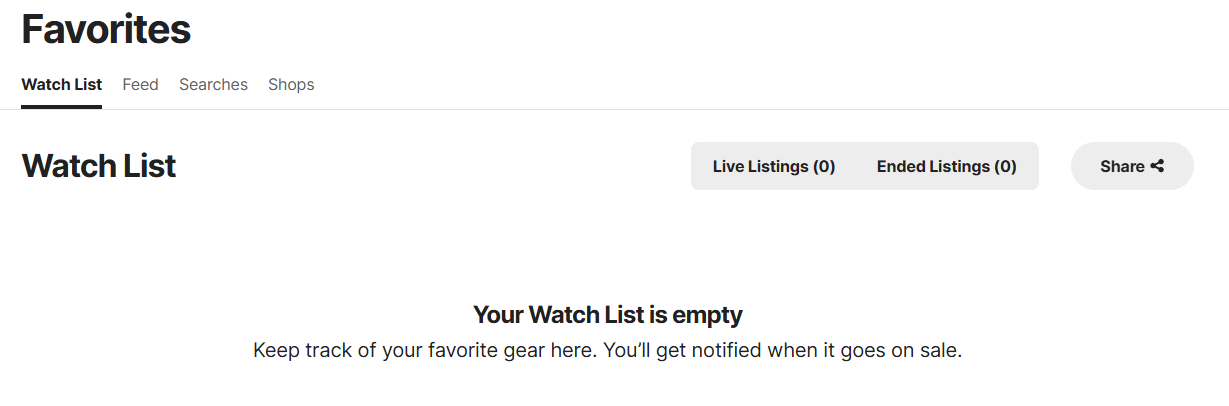 Favorites
Watch List Feed Searches Shops
Watch List Live Listings (0) Ended Listings (0) Share
Your Watch List is empty
Keep track of your favorite gear here. You’ll get notified when it goes on sale.